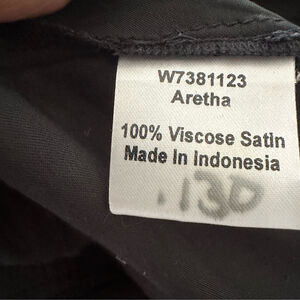 W7381123
Aretha
100% Viscose Satin
Made In Indonesia
.130